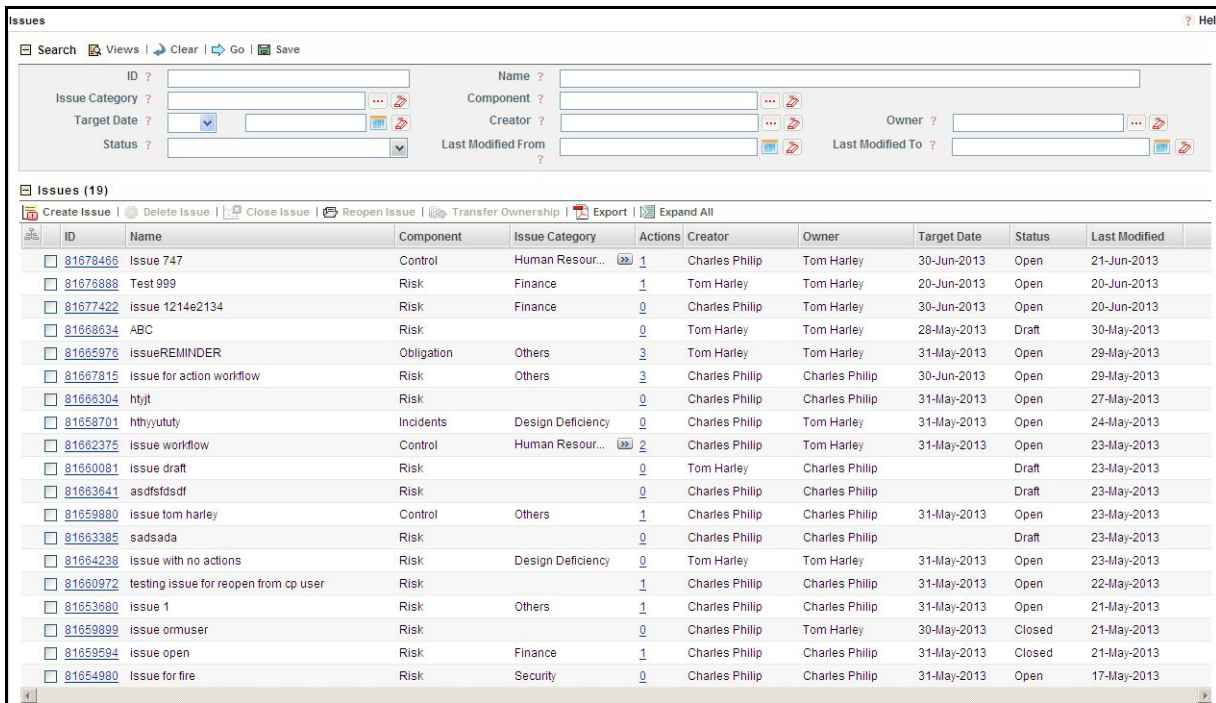 Issues ? Hel
Search Views | Clear | Go | Save
ID ? Name ?
Issue Category ? ... Component ? ...
Target Date ? Creator ? ... Owner ? ...
Status ? Last Modified From ? Last Modified To ?
Issues (19)
Create Issue | Delete Issue | Close Issue | Reopen Issue | Transfer Ownership | Export | Expand All
ID Name Component Issue Category Actions Creator Owner Target Date Status Last Modified
81678466 Issue 747 Control Human Resour... >> 1 Charles Philip Tom Harley 30-Jun-2013 Open 21-Jun-2013
81676888 Test 999 Risk Finance 1 Tom Harley Tom Harley 20-Jun-2013 Open 20-Jun-2013
81677422 issue 1214e2134 Risk Finance 0 Charles Philip Tom Harley 30-Jun-2013 Open 20-Jun-2013
81668634 ABC Risk 0 Tom Harley Tom Harley 28-May-2013 Draft 30-May-2013
81665976 issueREMINDER Obligation Others 3 Tom Harley Tom Harley 31-May-2013 Open 29-May-2013
81667815 issue for action workflow Risk Others 3 Charles Philip Charles Philip 30-Jun-2013 Open 29-May-2013
81666304 htyjt Risk 0 Charles Philip Charles Philip 31-May-2013 Open 27-May-2013
81658701 hthyyututy Incidents Design Deficiency 0 Charles Philip Tom Harley 31-May-2013 Open 24-May-2013
81662375 issue workflow Control Human Resour... >> 2 Charles Philip Tom Harley 31-May-2013 Open 23-May-2013
81660081 issue draft Risk 0 Tom Harley Charles Philip Draft 23-May-2013
81663641 asdfsfdsdf Risk 0 Charles Philip Charles Philip Draft 23-May-2013
81659880 issue tom harley Control Others 1 Charles Philip Charles Philip 31-May-2013 Open 23-May-2013
81663385 sadsada Risk 0 Charles Philip Charles Philip Draft 23-May-2013
81664238 issue with no actions Risk Design Deficiency 0 Tom Harley Tom Harley 31-May-2013 Open 23-May-2013
81660972 testing issue for reopen from cp user Risk 1 Charles Philip Charles Philip 31-May-2013 Open 22-May-2013
81653680 issue 1 Risk Others 1 Charles Philip Charles Philip 31-May-2013 Open 21-May-2013
81659899 issue ormuser Risk 0 Charles Philip Tom Harley 30-May-2013 Closed 21-May-2013
81659594 issue open Risk Finance 1 Charles Philip Charles Philip 31-May-2013 Closed 21-May-2013
81654980 Issue for fire Risk Security 0 Charles Philip Charles Philip 31-May-2013 Open 17-May-2013